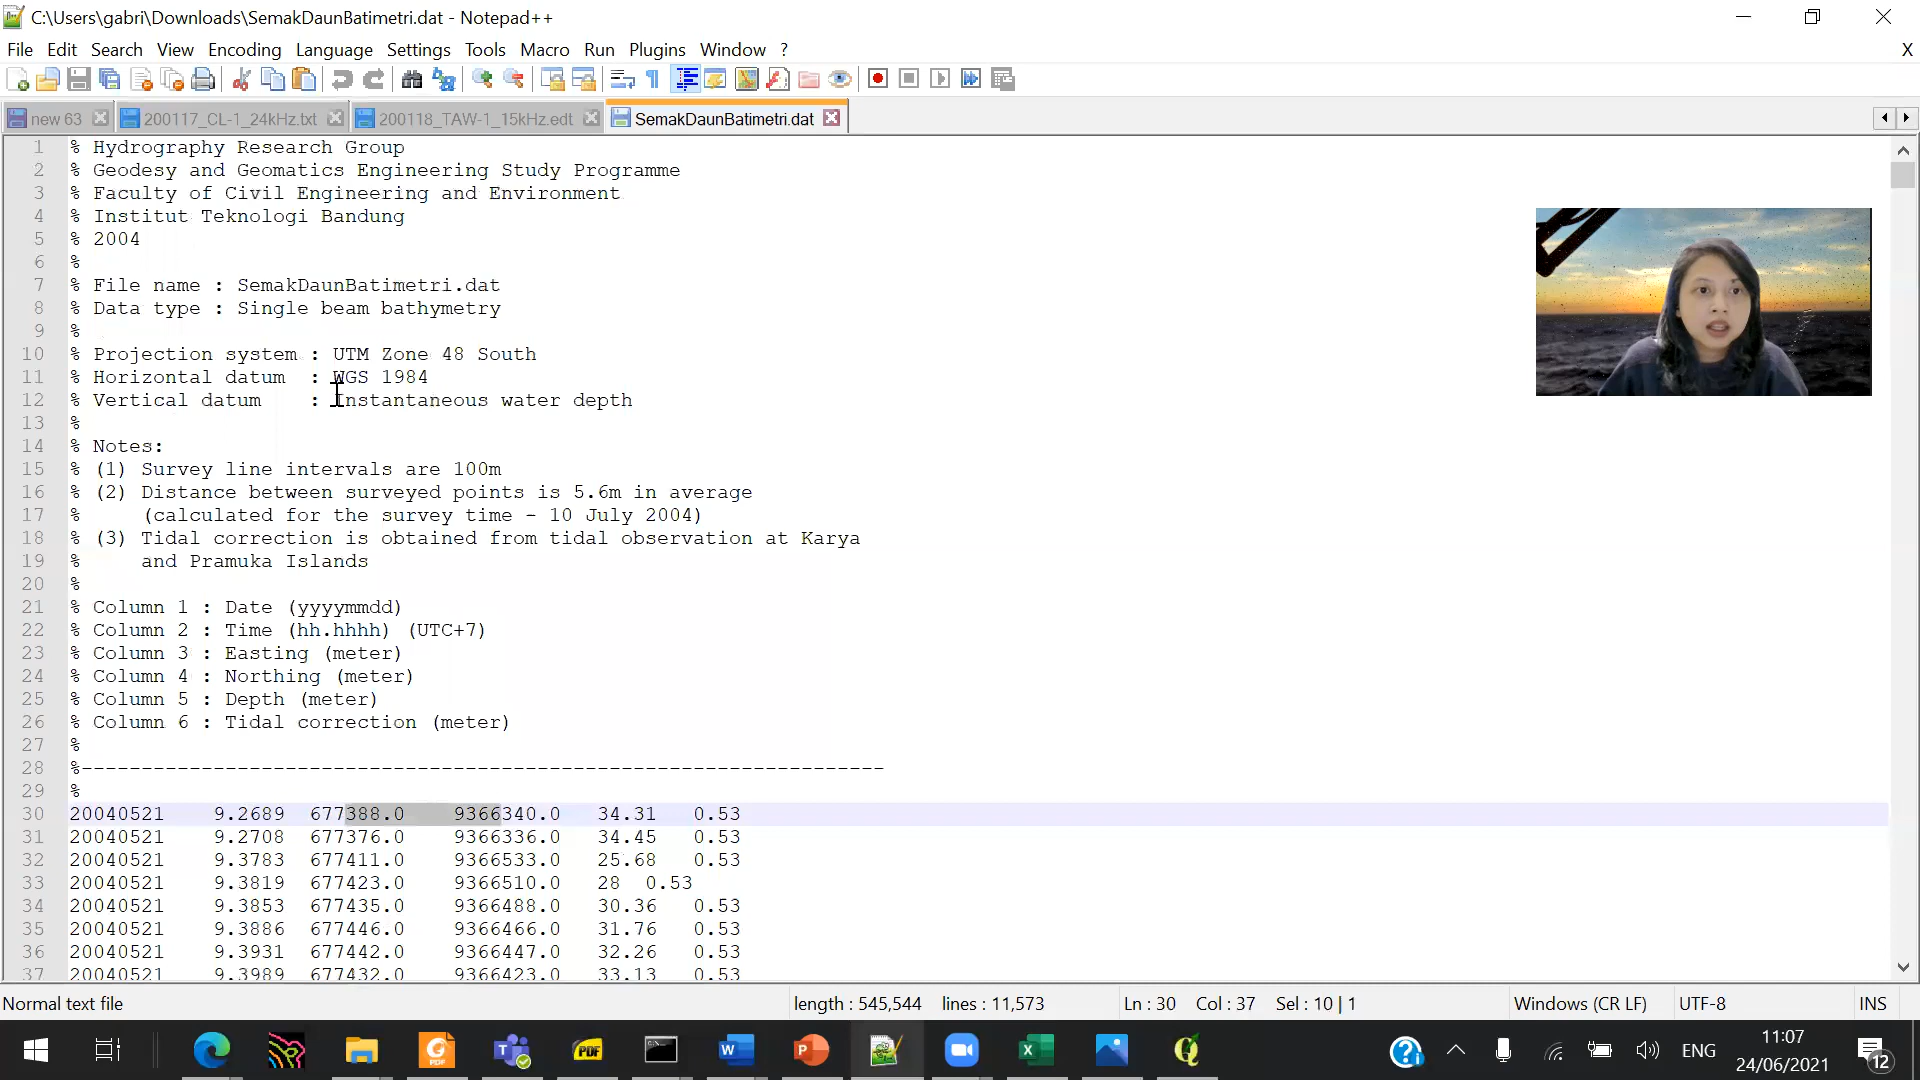 C:\Users\gabri\Downloads\SemakDaunBatimetri.dat - Notepad++
File Edit Search View Encoding Language Settings Tools Macro Run Plugins Window ? X
new 63 200117_CL-1_24kHz.txt 200118_TAW-1_15kHz.edt SemakDaunBatimetri.dat
1 % Hydrography Research Group
2 % Geodesy and Geomatics Engineering Study Programme
3 % Faculty of Civil Engineering and Environment
4 % Institut Teknologi Bandung
5 % 2004
6 %
7 % File name : SemakDaunBatimetri.dat
8 % Data type : Single beam bathymetry
9 %
10 % Projection system : UTM Zone 48 South
11 % Horizontal datum : WGS 1984
12 % Vertical datum : Instantaneous water depth
13 %
14 % Notes:
15 % (1) Survey line intervals are 100m
16 % (2) Distance between surveyed points is 5.6m in average
17 % (calculated for the survey time - 10 July 2004)
18 % (3) Tidal correction is obtained from tidal observation at Karya
19 % and Pramuka Islands
20 %
21 % Column 1 : Date (yyyymmdd)
22 % Column 2 : Time (hh.hhhh) (UTC+7)
23 % Column 3 : Easting (meter)
24 % Column 4 : Northing (meter)
25 % Column 5 : Depth (meter)
26 % Column 6 : Tidal correction (meter)
27 %
28 %-------------------------------------------------------------------
29 %
30 20040521 9.2689 677388.0 9366340.0 34.31 0.53
31 20040521 9.2708 677376.0 9366336.0 34.45 0.53
32 20040521 9.3783 677411.0 9366533.0 25.68 0.53
33 20040521 9.3819 677423.0 9366510.0 28 0.53
34 20040521 9.3853 677435.0 9366488.0 30.36 0.53
35 20040521 9.3886 677446.0 9366466.0 31.76 0.53
36 20040521 9.3931 677442.0 9366447.0 32.26 0.53
37 20040521 9.3989 677432.0 9366423.0 33.13 0.53
Normal text file length : 545,544 lines : 11,573 Ln : 30 Col : 37 Sel : 10 | 1 Windows (CR LF) UTF-8 INS
PDF
ENG
11:07
24/06/2021
12